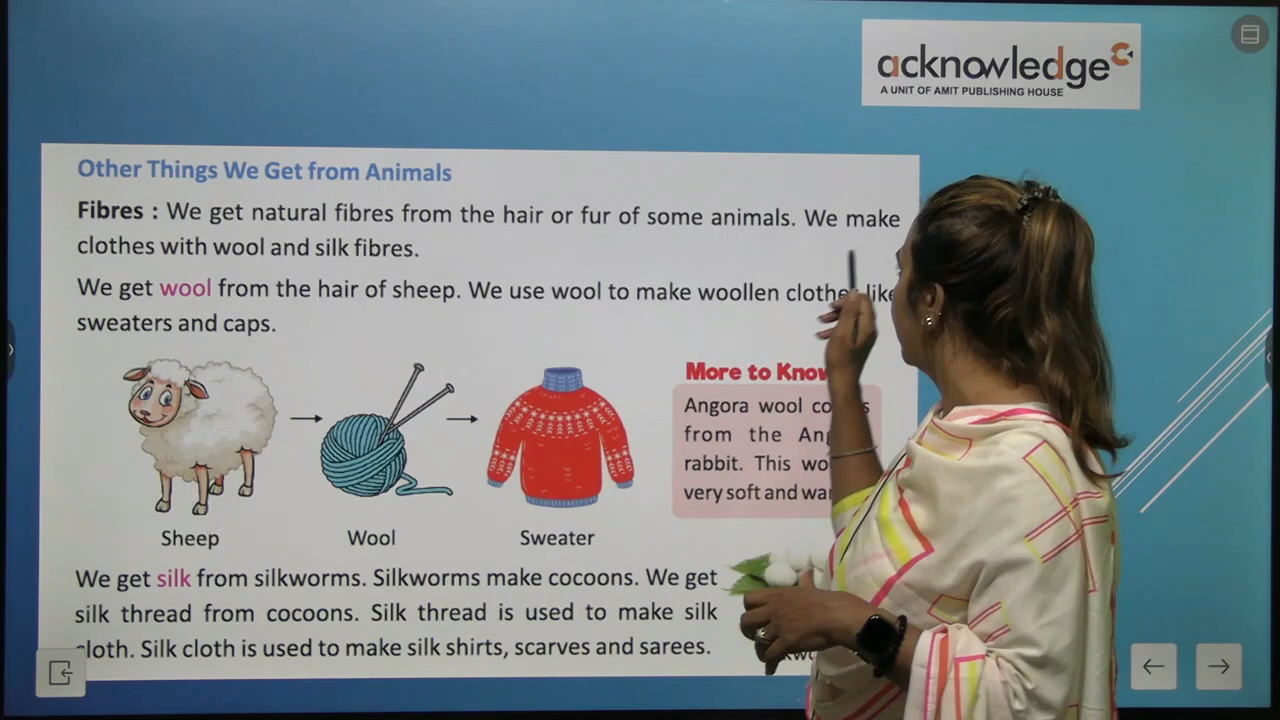 acknowledge
A UNIT OF AMIT PUBLISHING HOUSE
Other Things We Get from Animals
Fibres : We get natural fibres from the hair or fur of some animals. We make
clothes with wool and silk fibres.
We get wool from the hair of sheep. We use wool to make woollen clothes like
sweaters and caps.
More to Know
Angora wool
from the
rabbit. This
very soft and
Sheep
Wool
Sweater
We get silk from silkworms. Silkworms make cocoons. We get
silk thread from cocoons. Silk thread is used to make silk
cloth. Silk cloth is used to make silk shirts, scarves and sarees.